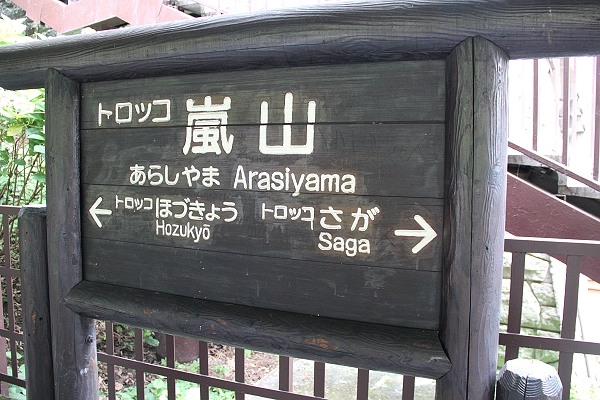 トロッコ 嵐山
あらしやま Arasiyama
← トロッコ ほづきょう トロッコ さが →
Hozukyō Saga